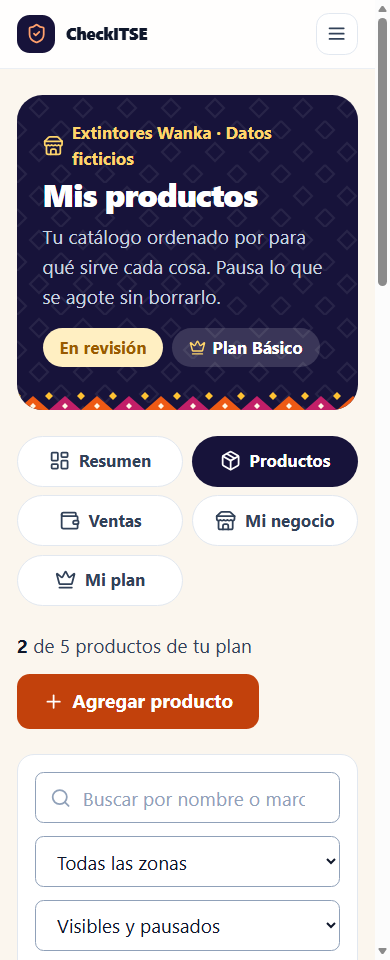 CheckITSE
Extintores Wanka · Datos
ficticios
Mis productos
Tu catálogo ordenado por para
qué sirve cada cosa. Pausa lo que
se agote sin borrarlo.
En revisión
Plan Básico
Resumen
Productos
Ventas
Mi negocio
Mi plan
2 de 5 productos de tu plan
Agregar producto
Buscar por nombre o marc
Todas las zonas
Visibles y pausados